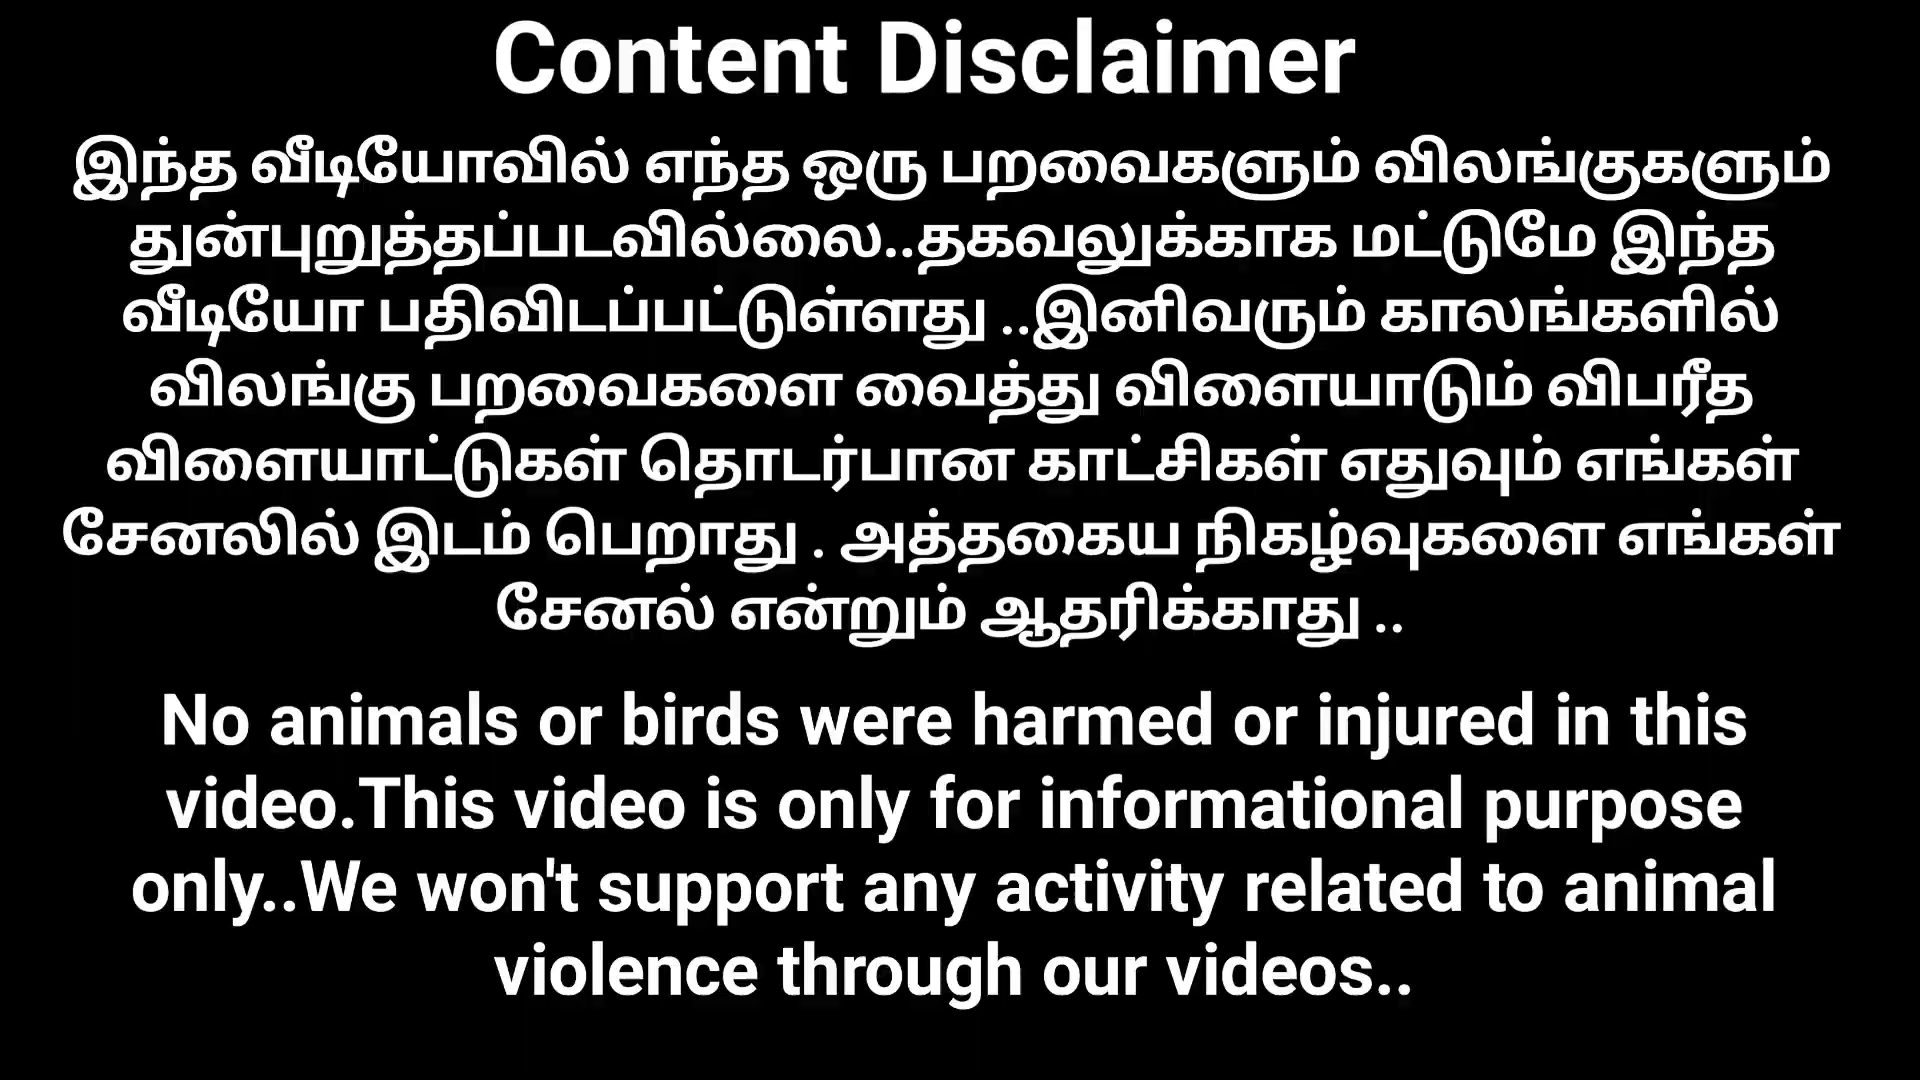 Content Disclaimer
இந்த வீடியோவில் எந்த ஒரு பறவைகளும் விலங்குகளும்
துன்புறுத்தப்படவில்லை..தகவலுக்காக மட்டுமே இந்த
வீடியோ பதிவிடப்பட்டுள்ளது ..இனிவரும் காலங்களில்
விலங்கு பறவைகளை வைத்து விளையாடும் விபரீத
விளையாட்டுகள் தொடர்பான காட்சிகள் எதுவும் எங்கள்
சேனலில் இடம் பெறாது . அத்தகைய நிகழ்வுகளை எங்கள்
சேனல் என்றும் ஆதரிக்காது ..
No animals or birds were harmed or injured in this
video.This video is only for informational purpose
only..We won't support any activity related to animal
violence through our videos..